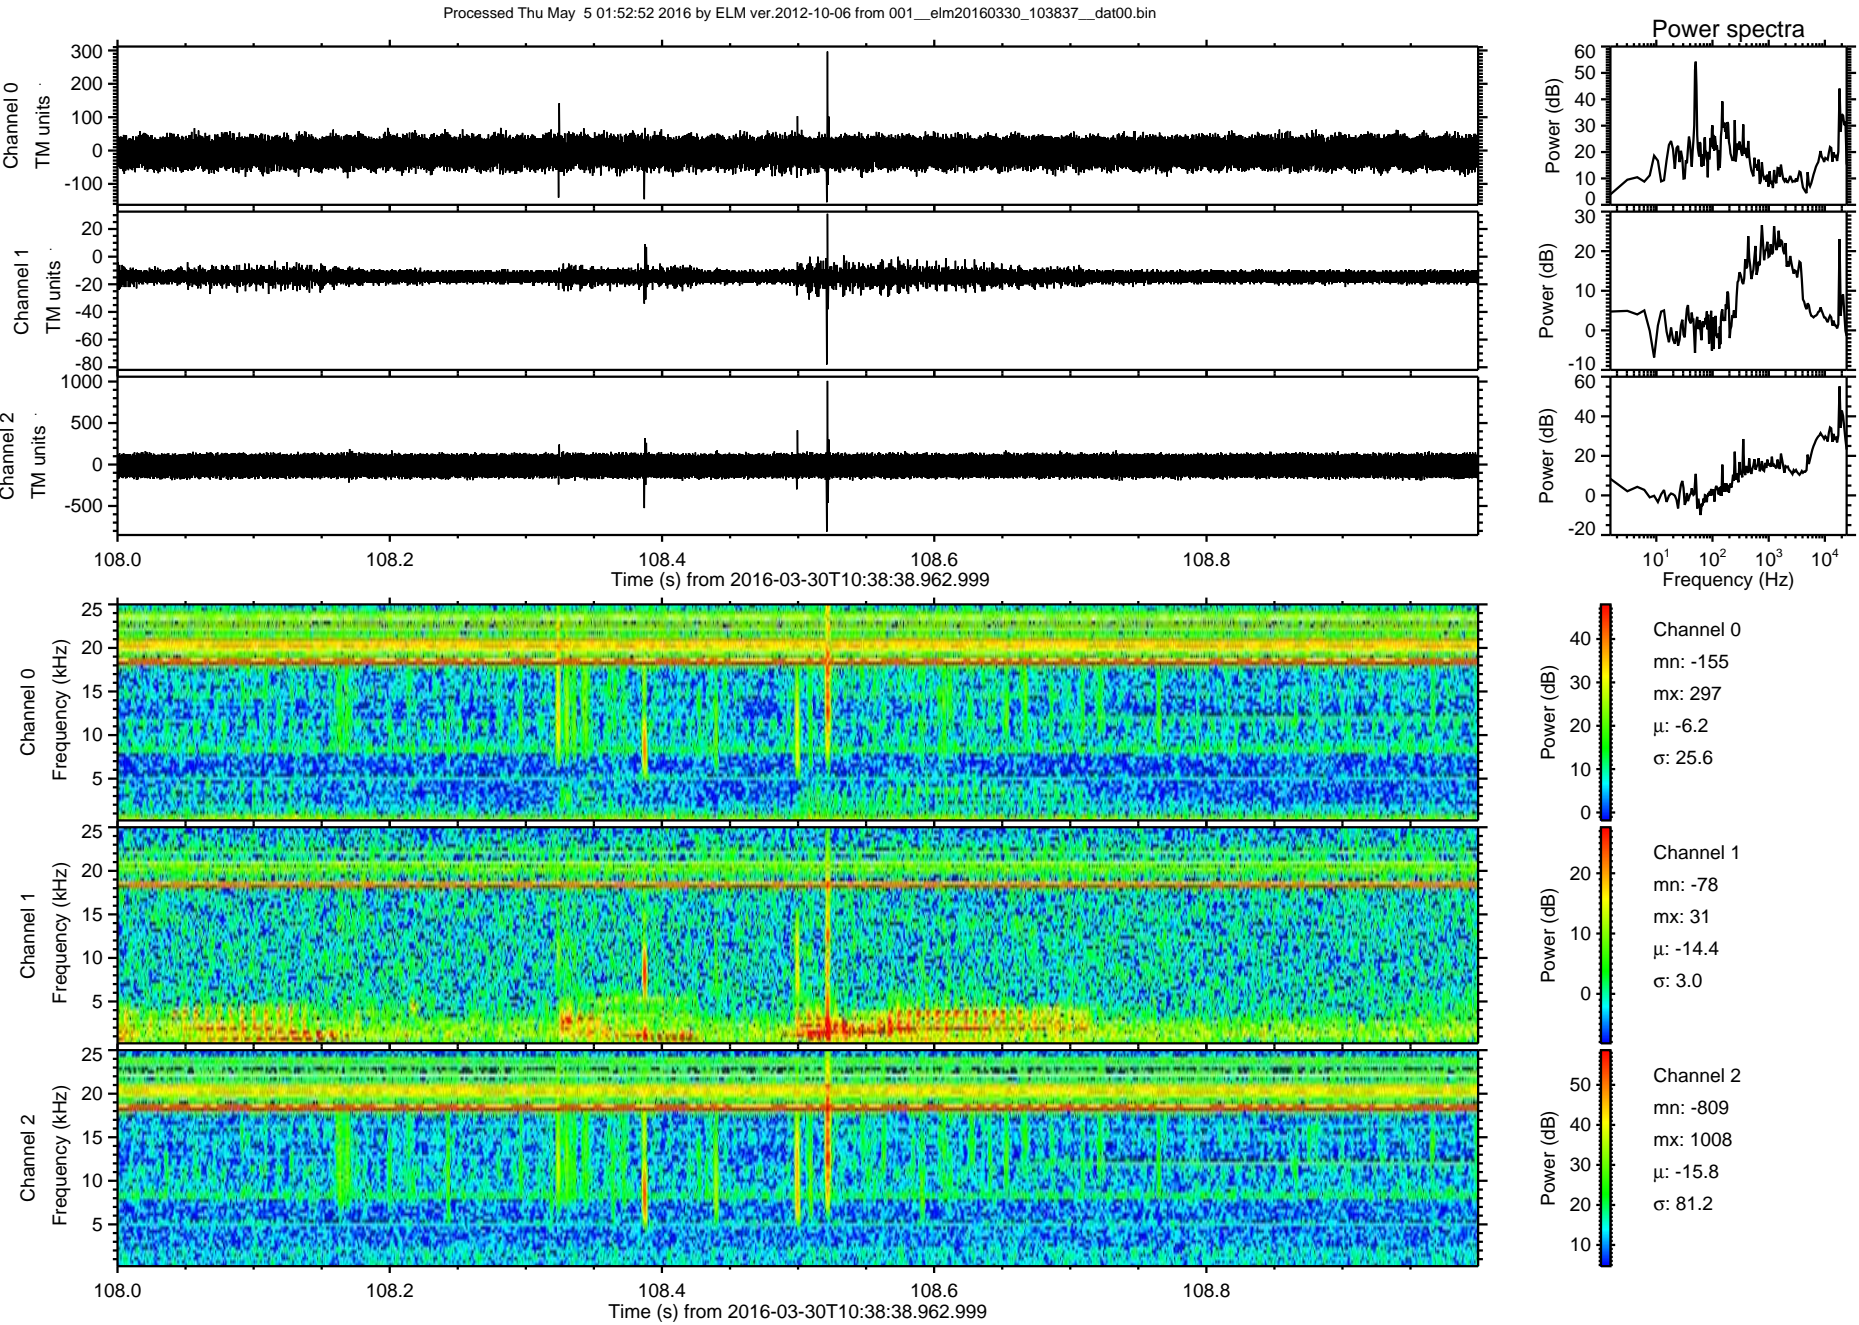 Processed Thu May  5 01:52:52 2016 by ELM ver.2012-10-06 from 001__elm20160330_103837__dat00.bin
Power spectra
Channel 0
TM units
300
200
100
0
-100
Power (dB)
60
50
40
30
20
10
0
Channel 1
TM units
20
0
-20
-40
-60
-80
Power (dB)
30
20
10
0
-10
Channel 2
TM units
1000
500
0
-500
Power (dB)
60
40
20
0
-20
108.0 108.2 108.4 108.6 108.8
Time (s) from 2016-03-30T10:38:38.962.999
10¹ 10² 10³ 10⁴
Frequency (Hz)
Channel 0
Frequency (kHz)
25
20
15
10
5
Power (dB)
40
30
20
10
0
Channel 0
mn: -155
mx: 297
μ: -6.2
σ: 25.6
Channel 1
Frequency (kHz)
25
20
15
10
5
Power (dB)
20
10
0
Channel 1
mn: -78
mx: 31
μ: -14.4
σ: 3.0
Channel 2
Frequency (kHz)
25
20
15
10
5
Power (dB)
50
40
30
20
10
Channel 2
mn: -809
mx: 1008
μ: -15.8
σ: 81.2
108.0 108.2 108.4 108.6 108.8
Time (s) from 2016-03-30T10:38:38.962.999